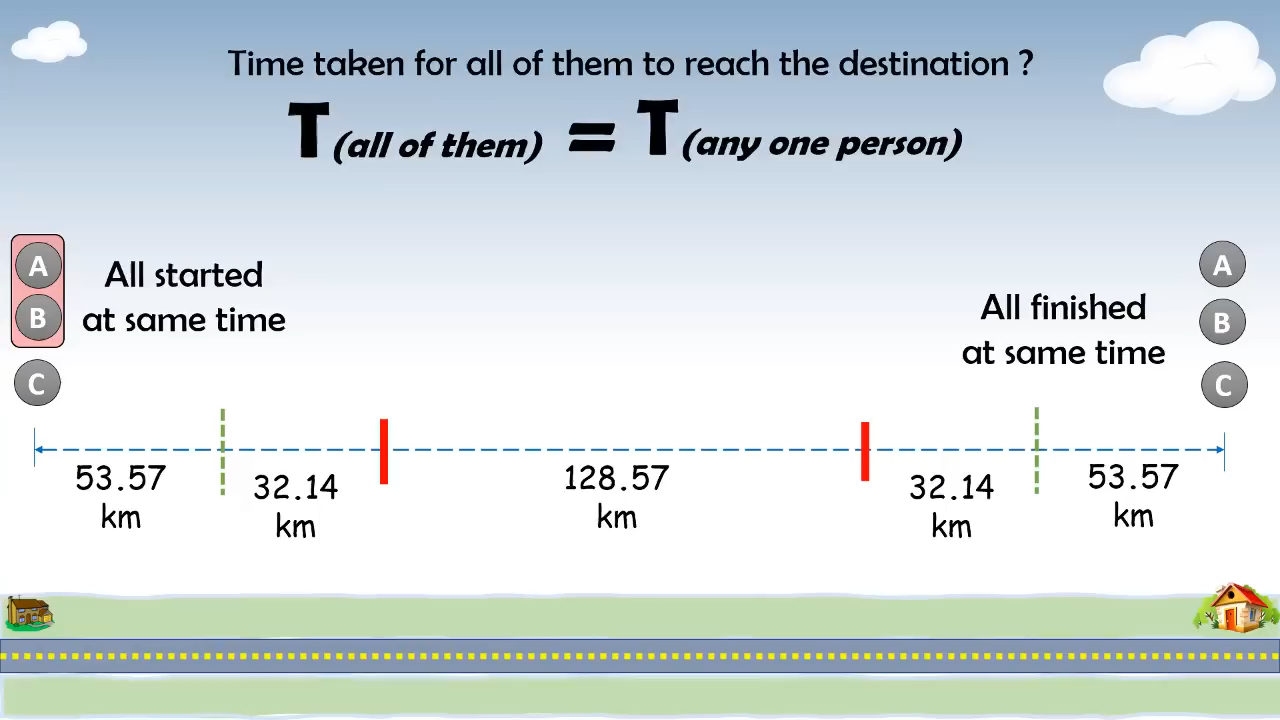 Time taken for all of them to reach the destination ?
T(all of them) = T(any one person)
A
B
C
All started
at same time
All finished
at same time
A
B
C
53.57
km
32.14
km
128.57
km
32.14
km
53.57
km